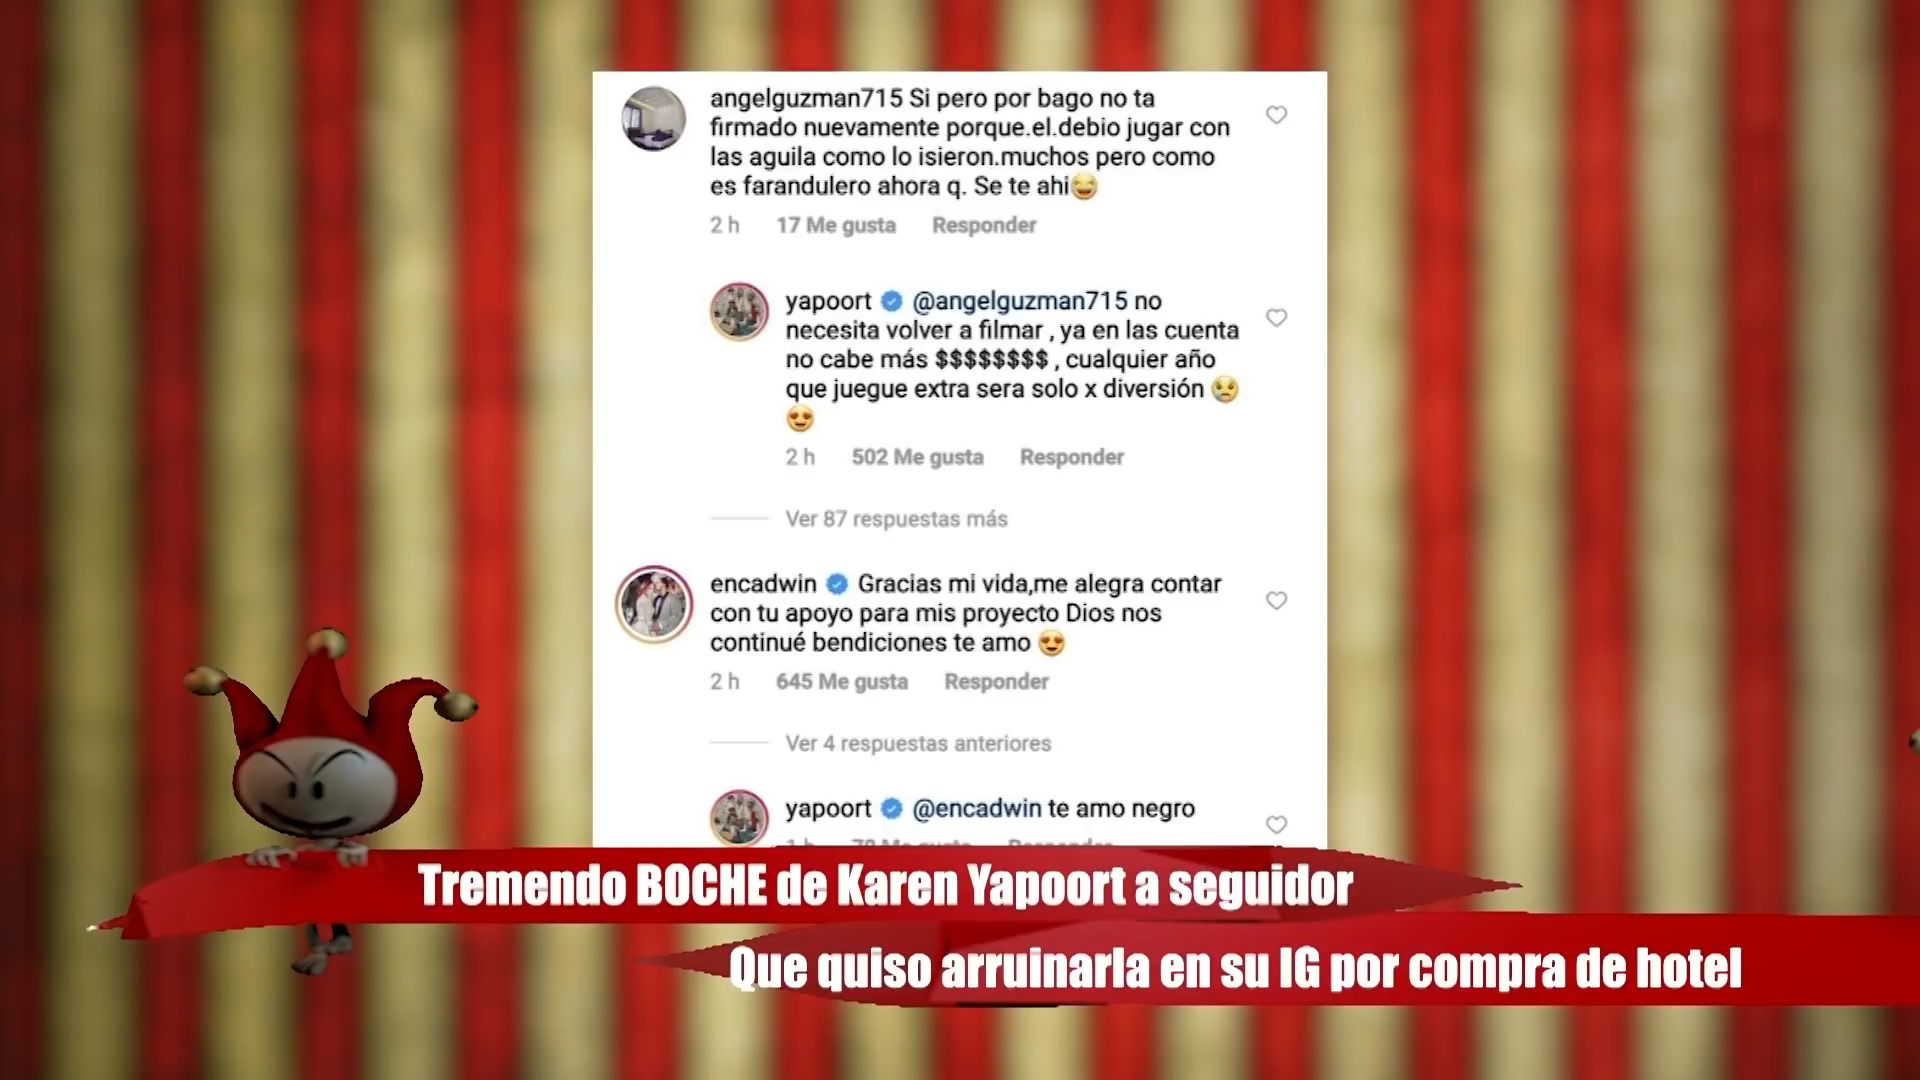 angelguzman715 Si pero por bago no ta
firmado nuevamente porque.el.debio jugar con
las aguila como lo isieron.muchos pero como
es farandulero ahora q. Se te ahi😂
2 h 17 Me gusta Responder
yapoort @angelguzman715 no
necesita volver a filmar , ya en las cuenta
no cabe más $$$$$$$$ , cualquier año
que juegue extra sera solo x diversión 😢
😍
2 h 502 Me gusta Responder
Ver 87 respuestas más
encadwin Gracias mi vida,me alegra contar
con tu apoyo para mis proyecto Dios nos
continué bendiciones te amo 😍
2 h 645 Me gusta Responder
Ver 4 respuestas anteriores
yapoort @encadwin te amo negro
Tremendo BOCHE de Karen Yapoort a seguidor
Que quiso arruinarla en su IG por compra de hotel